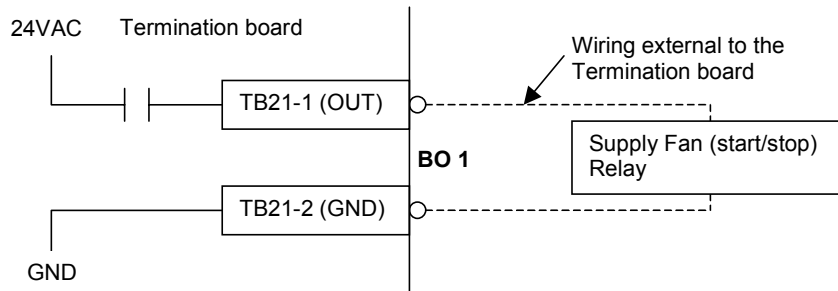 24VAC
Termination board
Wiring external to the
Termination board
TB21-1 (OUT)
Supply Fan (start/stop)
Relay
BO 1
TB21-2 (GND)
GND